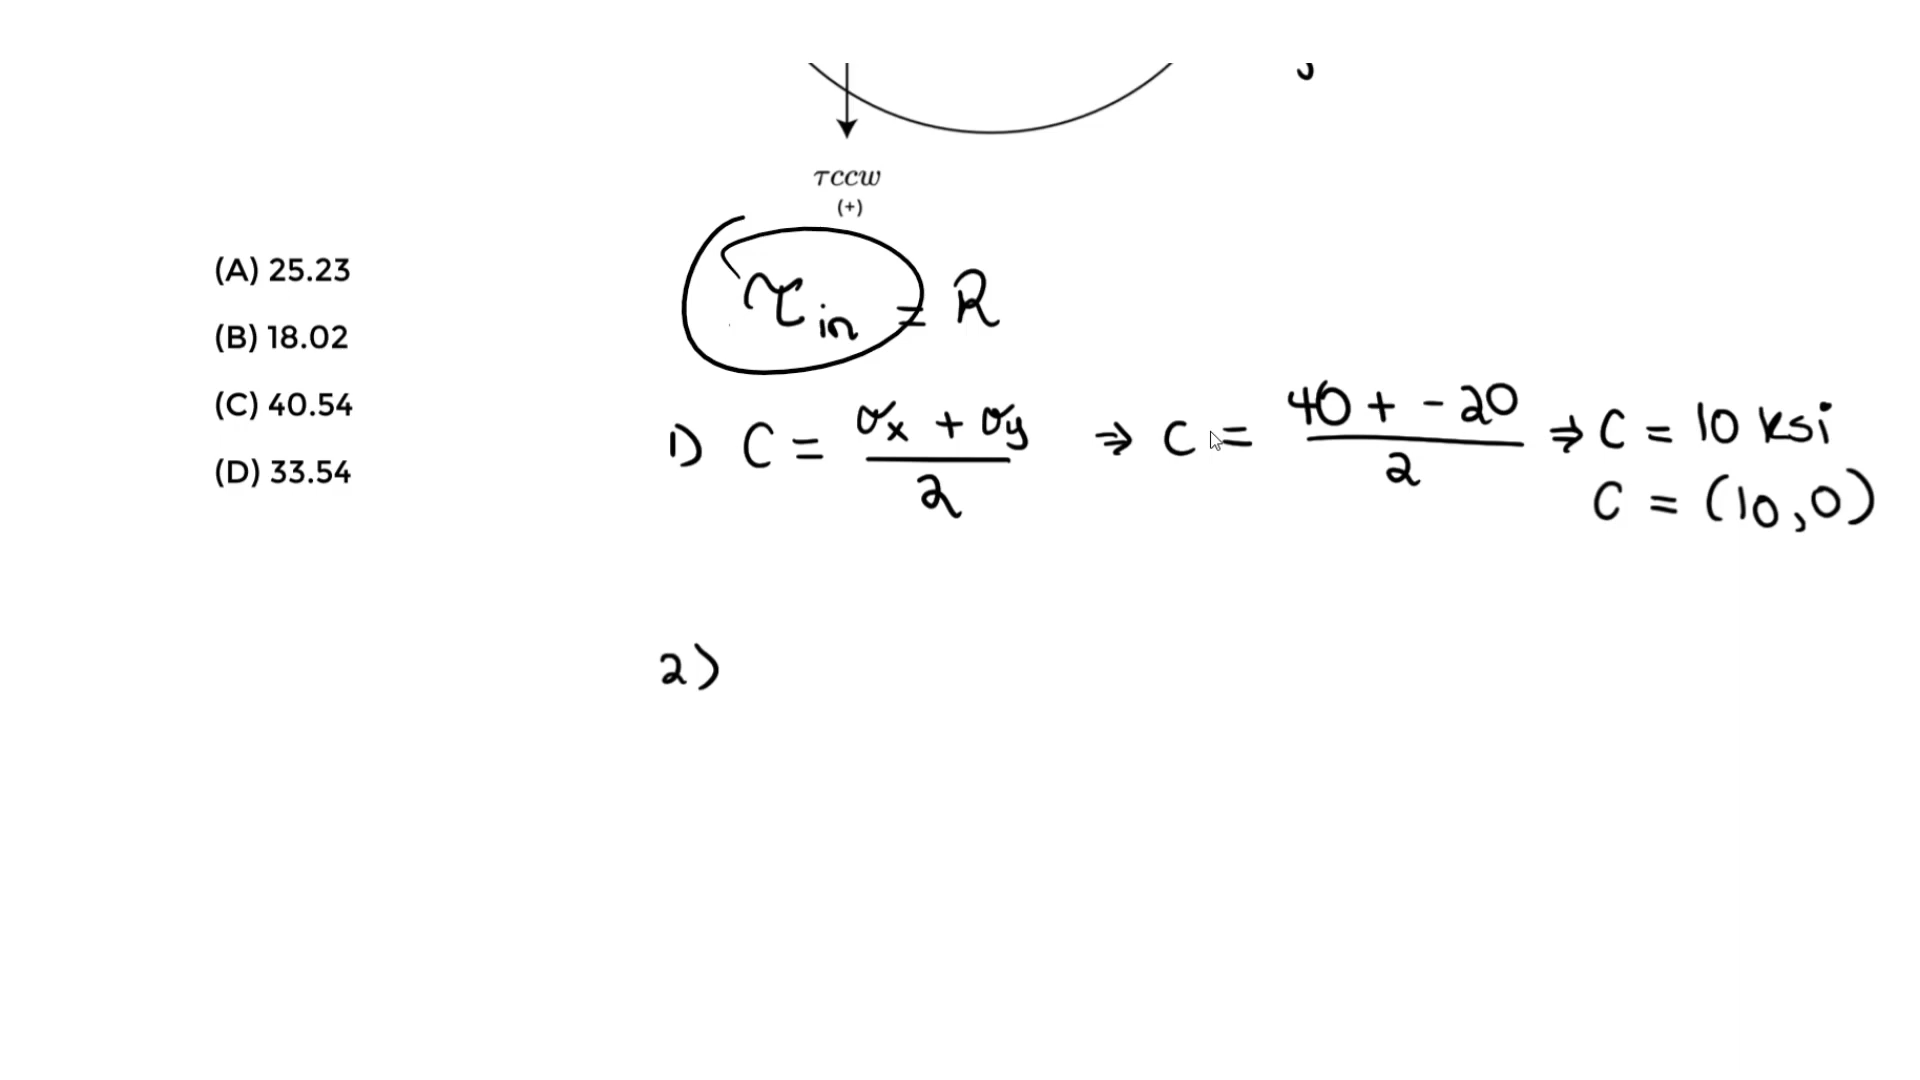 τccw
(+)
(A) 25.23
(B) 18.02
(C) 40.54
(D) 33.54
τin = R
1) C = σx + σy / 2 ⇒ C = 40 + -20 / 2 ⇒ C = 10 ksi
C = (10,0)
2)